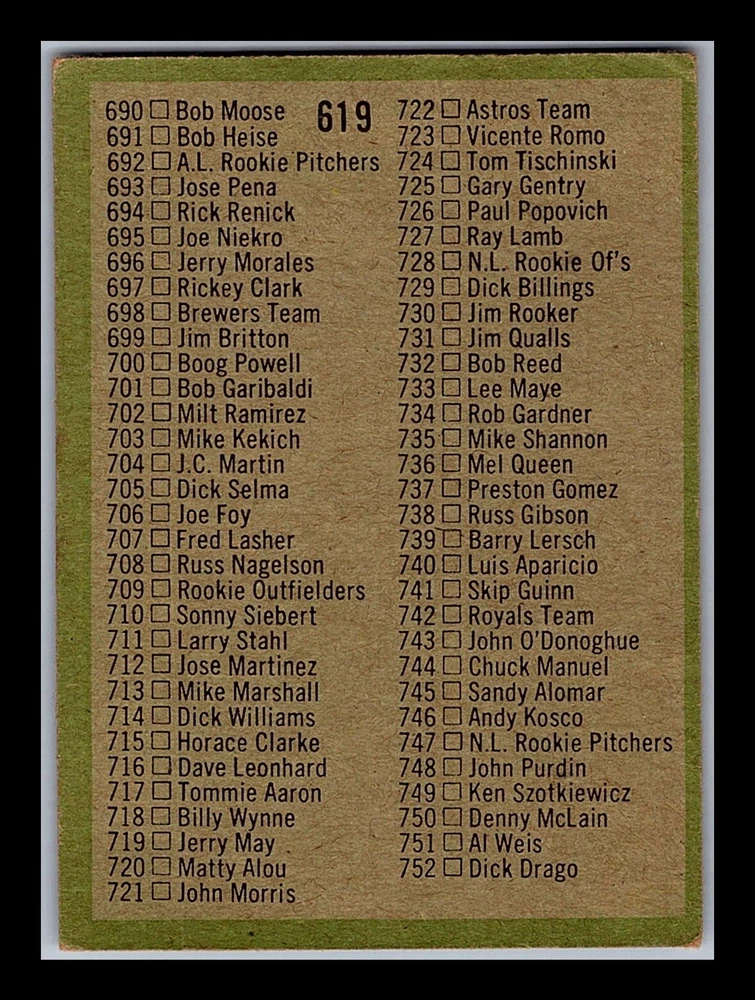 619
690 □ Bob Moose
691 □ Bob Heise
692 □ A.L. Rookie Pitchers
693 □ Jose Pena
694 □ Rick Renick
695 □ Joe Niekro
696 □ Jerry Morales
697 □ Rickey Clark
698 □ Brewers Team
699 □ Jim Britton
700 □ Boog Powell
701 □ Bob Garibaldi
702 □ Milt Ramirez
703 □ Mike Kekich
704 □ J.C. Martin
705 □ Dick Selma
706 □ Joe Foy
707 □ Fred Lasher
708 □ Russ Nagelson
709 □ Rookie Outfielders
710 □ Sonny Siebert
711 □ Larry Stahl
712 □ Jose Martinez
713 □ Mike Marshall
714 □ Dick Williams
715 □ Horace Clarke
716 □ Dave Leonhard
717 □ Tommie Aaron
718 □ Billy Wynne
719 □ Jerry May
720 □ Matty Alou
721 □ John Morris
722 □ Astros Team
723 □ Vicente Romo
724 □ Tom Tischinski
725 □ Gary Gentry
726 □ Paul Popovich
727 □ Ray Lamb
728 □ N.L. Rookie Of's
729 □ Dick Billings
730 □ Jim Rooker
731 □ Jim Qualls
732 □ Bob Reed
733 □ Lee Maye
734 □ Rob Gardner
735 □ Mike Shannon
736 □ Mel Queen
737 □ Preston Gomez
738 □ Russ Gibson
739 □ Barry Lersch
740 □ Luis Aparicio
741 □ Skip Guinn
742 □ Royals Team
743 □ John O'Donoghue
744 □ Chuck Manuel
745 □ Sandy Alomar
746 □ Andy Kosco
747 □ N.L. Rookie Pitchers
748 □ John Purdin
749 □ Ken Szotkiewicz
750 □ Denny McLain
751 □ Al Weis
752 □ Dick Drago